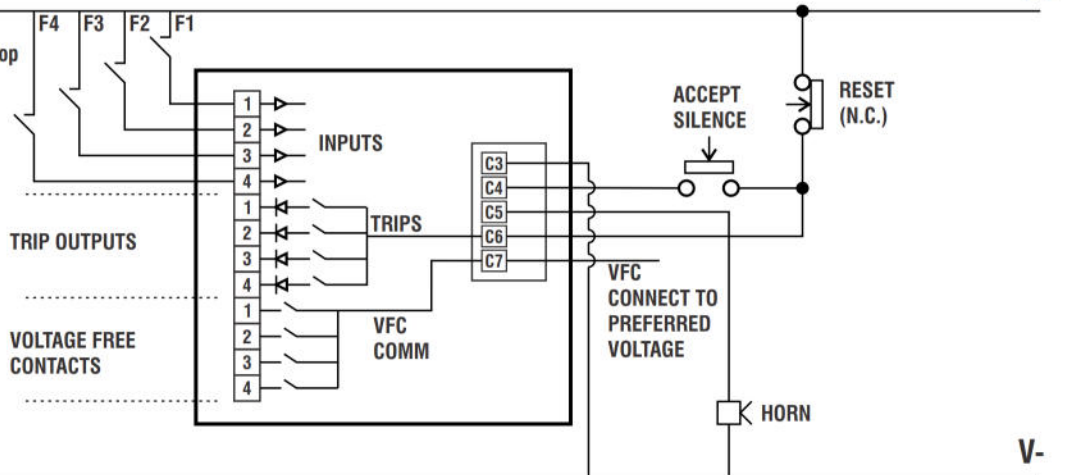 F4 F3 F2 F1
op
RESET
(N.C.)
ACCEPT
SILENCE
1
2
3
4
INPUTS
C3
C4
C5
C6
C7
1
2
3
4
TRIPS
TRIP OUTPUTS
VFC
CONNECT TO
PREFERRED
VOLTAGE
1
2
3
4
VFC
COMM
VOLTAGE FREE
CONTACTS
HORN
V-